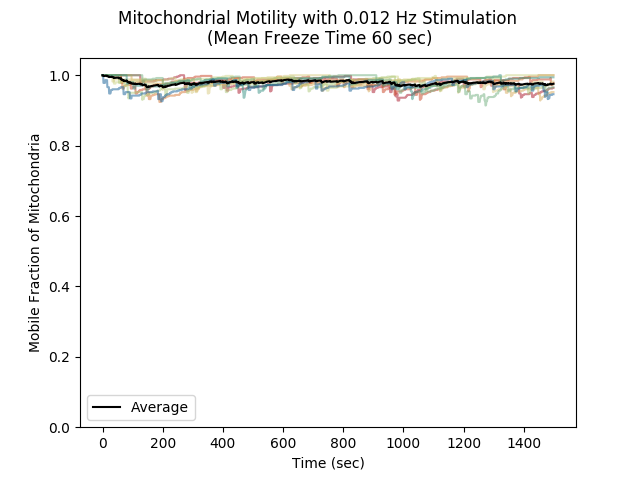 Mitochondrial Motility with 0.012 Hz Stimulation
(Mean Freeze Time 60 sec)
1.0
0.8
0.6
0.4
0.2
0.0
Mobile Fraction of Mitochondria
Average
0 200 400 600 800 1000 1200 1400
Time (sec)